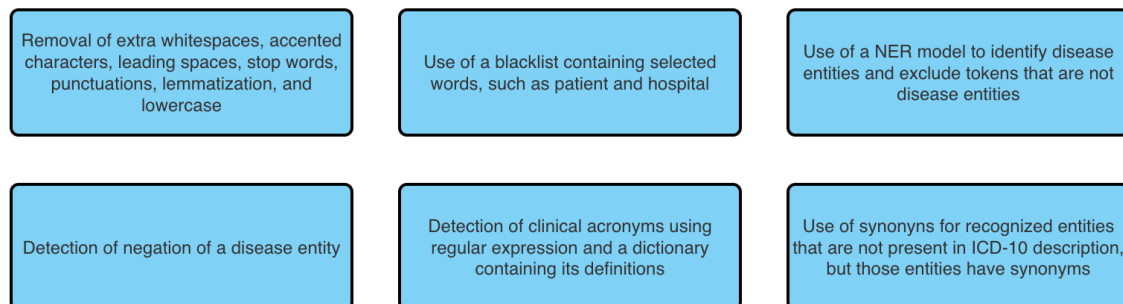 Removal of extra whitespaces, accented
characters, leading spaces, stop words,
punctuations, lemmatization, and
lowercase
Use of a blacklist containing selected
words, such as patient and hospital
Use of a NER model to identify disease
entities and exclude tokens that are not
disease entities
Detection of negation of a disease entity
Detection of clinical acronyms using
regular expression and a dictionary
containing its definitions
Use of synonyns for recognized entities
that are not present in ICD-10 description,
but those entities have synonyms